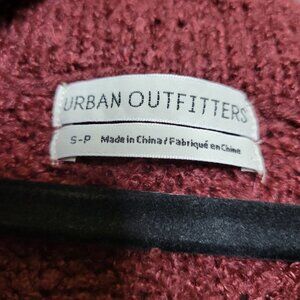 URBAN OUTFITTERS
S-P Made in China / Fabriqué en Chine